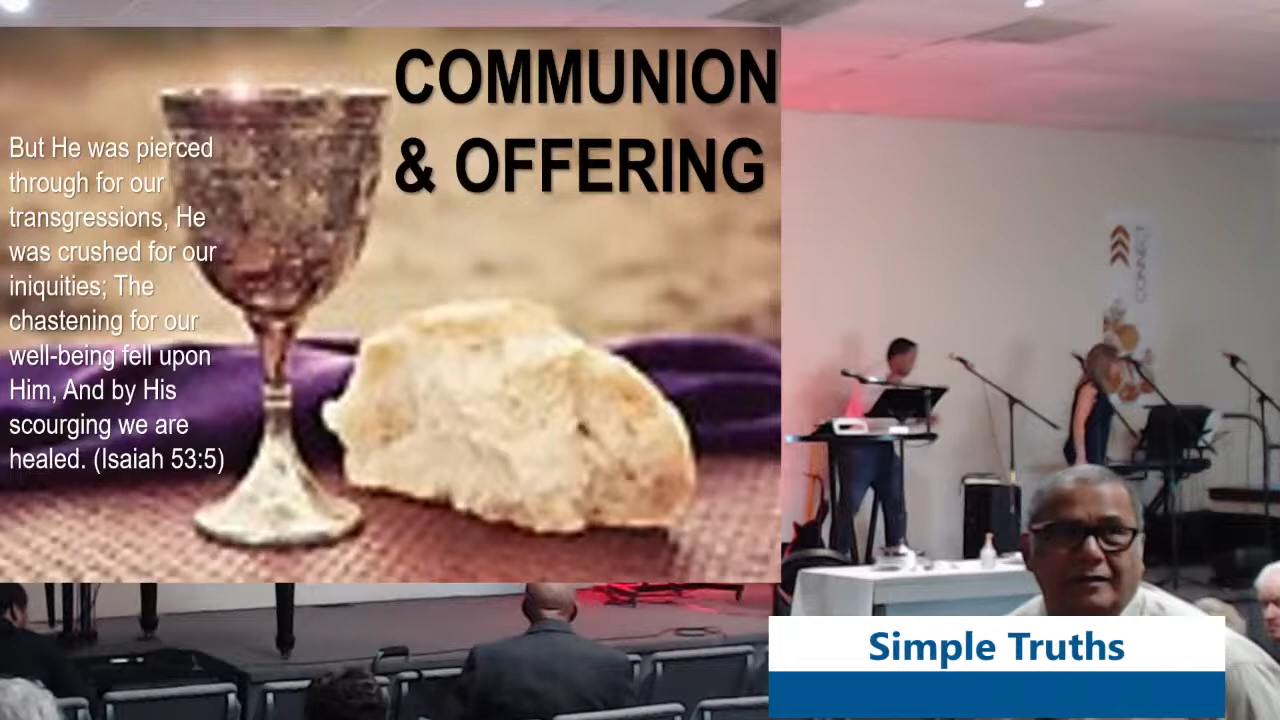 COMMUNION
& OFFERING
But He was pierced
through for our
transgressions, He
was crushed for our
iniquities; The
chastening for our
well-being fell upon
Him, And by His
scourging we are
healed. (Isaiah 53:5)
CONNECT
Simple Truths